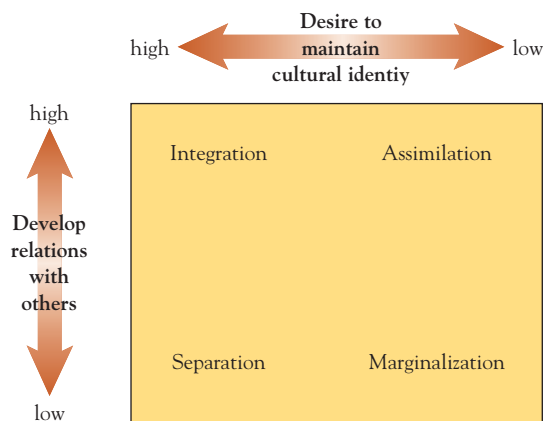 Desire to
high
maintain
low
cultural identiy
high
Integration
Assimilation
Develop
relations
with
others
Separation
Marginalization
low